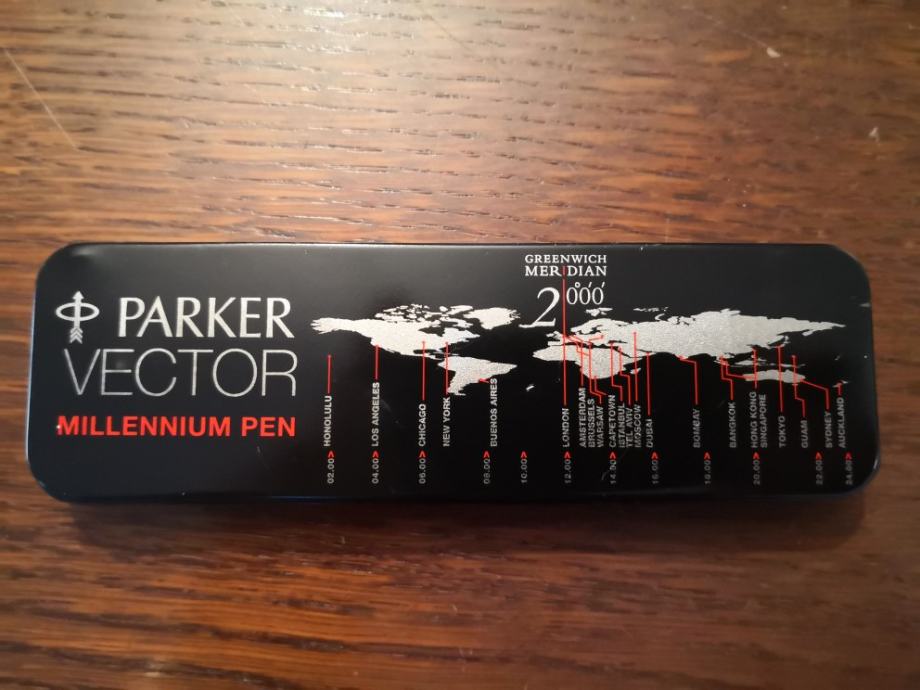 GREENWICH
MERIDIAN
2000
PARKER
VECTOR
MILLENNIUM PEN
HONOLULU
LOS ANGELES
CHICAGO
NEW YORK
BUENOS AIRES
LONDON
AMSTERDAM
BRUSSELS
WARSAW
CAPETOWN
ISTANBUL
TEL AVIV
MOSCOW
DUBAI
BOMBAY
BANGKOK
HONG KONG
SINGAPORE
TOKYO
GUAM
SYDNEY
AUCKLAND
02.00>
04.00>
06.00>
08.00>
10.00>
12.00>
14.00>
16.00>
18.00>
20.00>
22.00>
24.00>